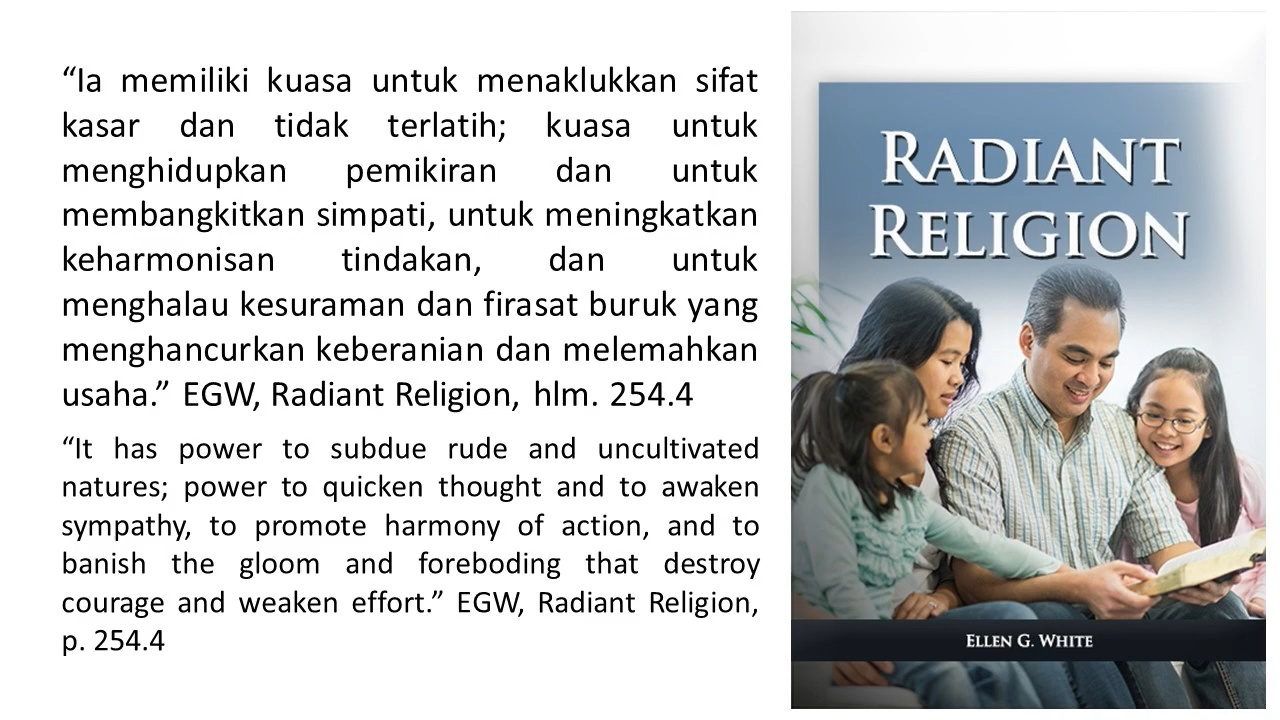 “Ia memiliki kuasa untuk menaklukkan sifat
kasar dan tidak terlatih; kuasa untuk
menghidupkan pemikiran dan untuk
membangkitkan simpati, untuk meningkatkan
keharmonisan tindakan, dan untuk
menghalau kesuraman dan firasat buruk yang
menghancurkan keberanian dan melemahkan
usaha.” EGW, Radiant Religion, hlm. 254.4
“It has power to subdue rude and uncultivated
natures; power to quicken thought and to awaken
sympathy, to promote harmony of action, and to
banish the gloom and foreboding that destroy
courage and weaken effort.” EGW, Radiant Religion,
p. 254.4
RADIANT
RELIGION
ELLEN G. WHITE